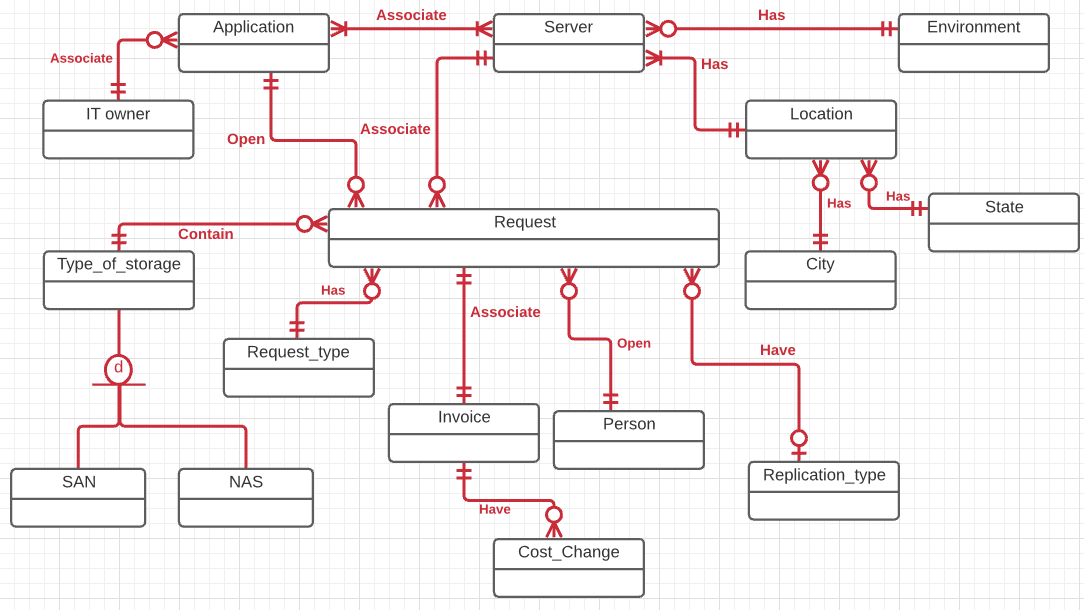 Associate
Has
Application
Server
Environment
Associate
Has
IT owner
Location
Associate
Open
Has
Has
State
Request
Contain
Type_of_storage
City
Has
Associate
Request_type
Open
Have
d
Invoice
Person
SAN
NAS
Replication_type
Have
Cost_Change